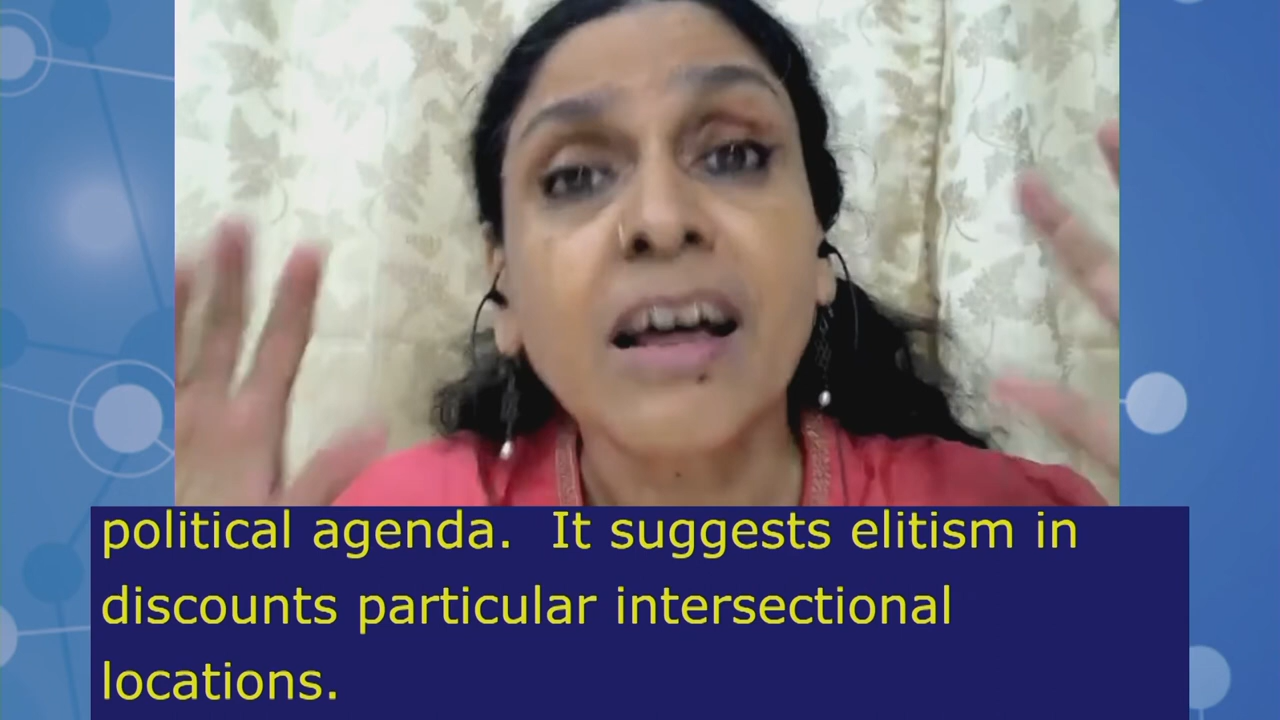 political agenda.  It suggests elitism in
discounts particular intersectional
locations.